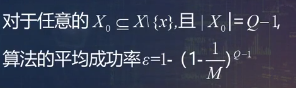 对于任意的 X₀ ⊆ X\{x},且 | X₀|=Q−1,
算法的平均成功率ε=1-（1-1/M）^(Q−1)